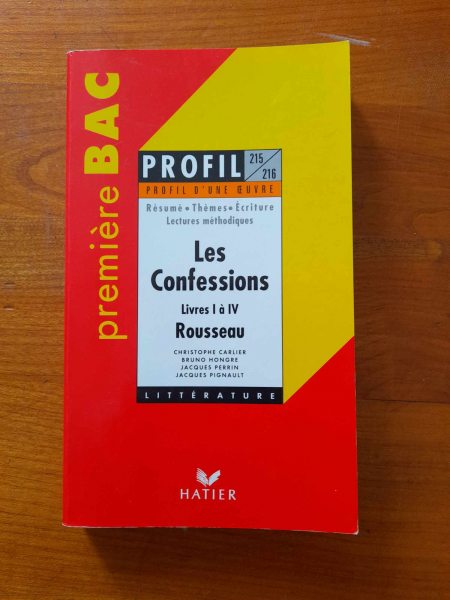 première BAC
PROFIL 215/216
PROFIL D'UNE ŒUVRE
Résumé • Thèmes • Écriture
Lectures méthodiques
Les
Confessions
Livres I à IV
Rousseau
CHRISTOPHE CARLIER
BRUNO HONGRE
JACQUES PERRIN
JACQUES PIGNAULT
LITTÉRATURE
HATIER